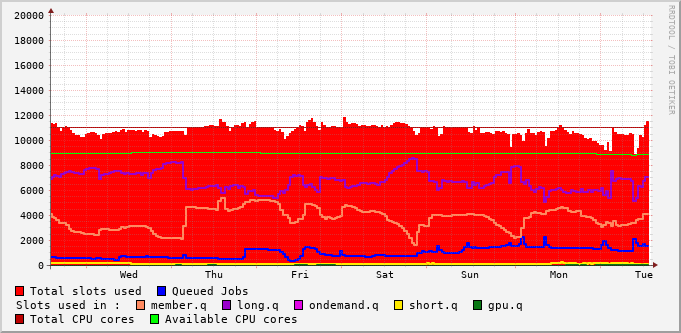 20000
18000
16000
14000
12000
10000
8000
6000
4000
2000
0
Wed Thu Fri Sat Sun Mon Tue
Total slots used Queued Jobs
Slots used in : member.q long.q ondemand.q short.q gpu.q
Total CPU cores Available CPU cores
RRDTOOL / TOBI OETIKER